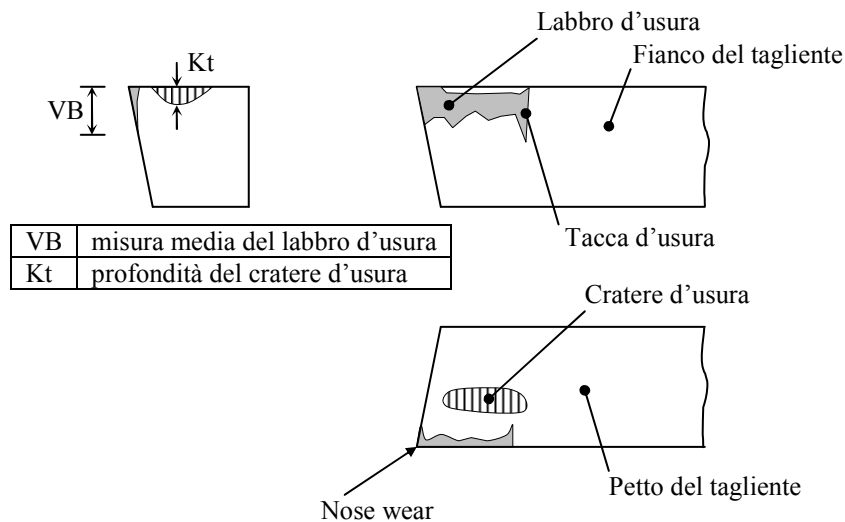 Labbro d'usura
Fianco del tagliente
Kt
VB
Tacca d'usura
VB misura media del labbro d'usura
Kt profondità del cratere d'usura
Cratere d'usura
Petto del tagliente
Nose wear